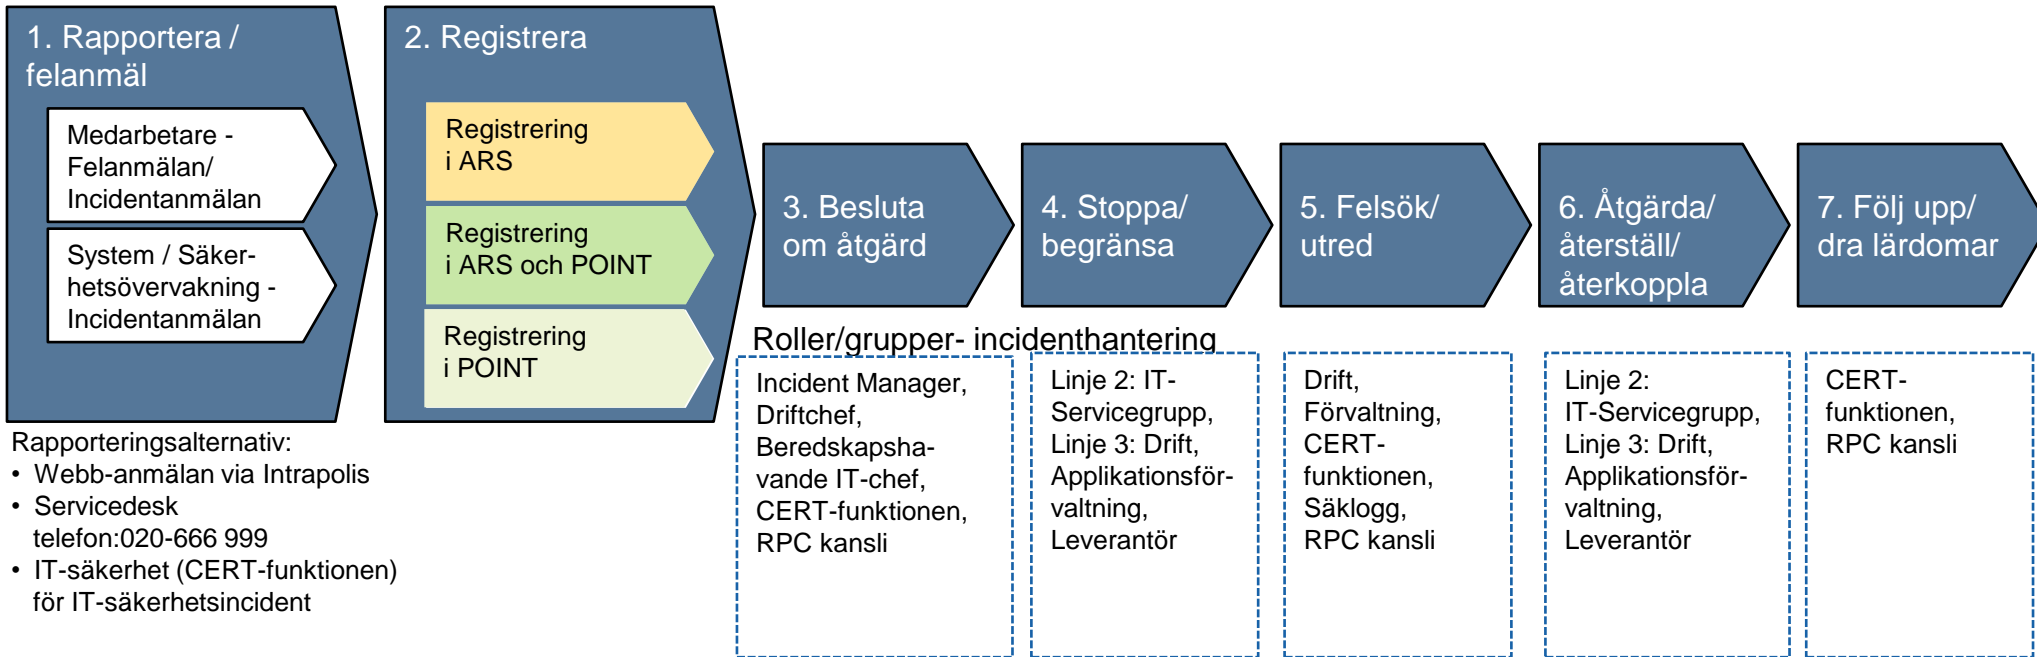 1. Rapportera /
felanmäl
Medarbetare -
Felanmälan/
Incidentanmälan
System / Säker-
hetsövervakning -
Incidentanmälan
Rapporteringsalternativ:
• Webb-anmälan via Intrapolis
• Servicedesk
telefon:020-666 999
• IT-säkerhet (CERT-funktionen)
för IT-säkerhetsincident
2. Registrera
Registrering
i ARS
Registrering
i ARS och POINT
Registrering
i POINT
3. Besluta
om åtgärd
4. Stoppa/
begränsa
5. Felsök/
utred
6. Åtgärda/
återställ/
återkoppla
7. Följ upp/
dra lärdomar
Roller/grupper- incidenthantering
Incident Manager,
Driftchef,
Beredskapsha-
vande IT-chef,
CERT-funktionen,
RPC kansli
Linje 2: IT-
Servicegrupp,
Linje 3: Drift,
Applikationsför-
valtning,
Leverantör
Drift,
Förvaltning,
CERT-
funktionen,
Säklogg,
RPC kansli
Linje 2:
IT-Servicegrupp,
Linje 3: Drift,
Applikationsför-
valtning,
Leverantör
CERT-
funktionen,
RPC kansli